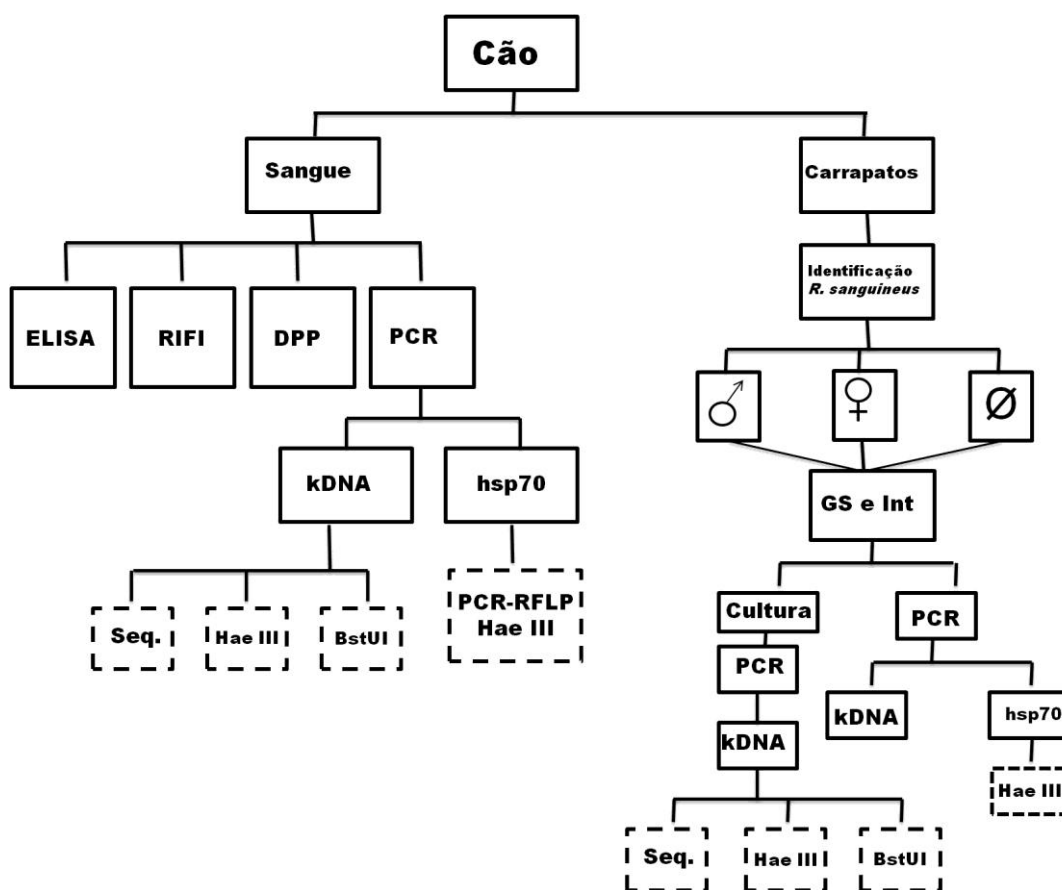 Cão
Sangue
Carrapatos
Identificação
R. sanguineus
ELISA
RIFI
DPP
PCR
♂
♀
Ø
kDNA
hsp70
GS e Int
Seq.
Hae III
BstUI
PCR-RFLP
Hae III
Cultura
PCR
PCR
kDNA
hsp70
kDNA
Hae III
Seq.
Hae III
BstUI